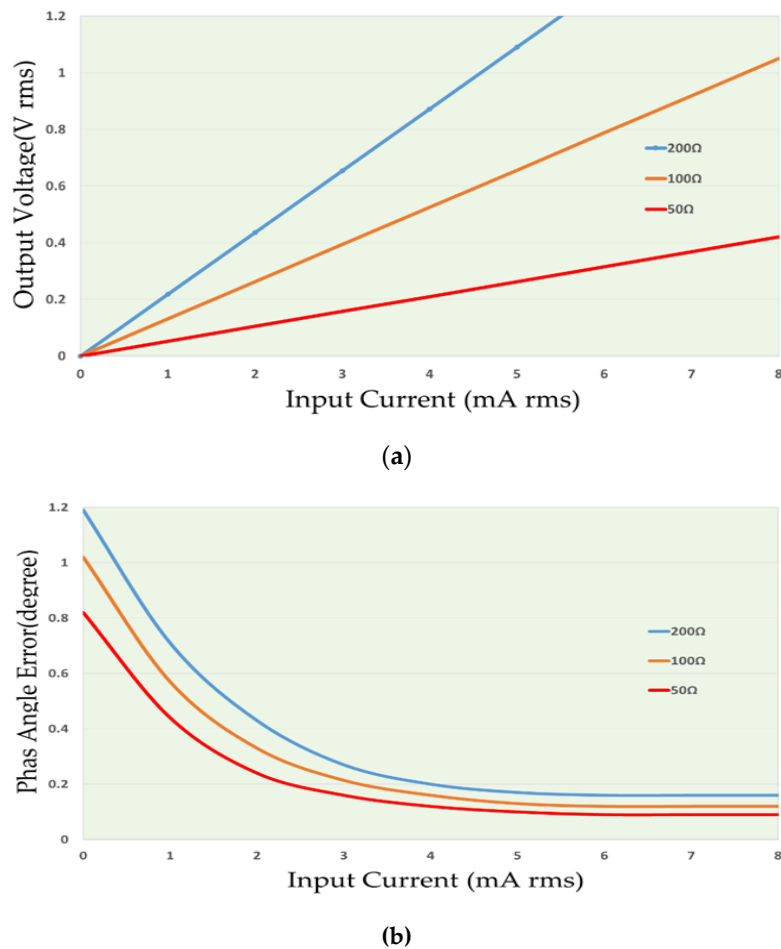 1.2
1
0.8
0.6
0.4
0.2
0
Output Voltage(V rms)
200Ω
100Ω
50Ω
0 1 2 3 4 5 6 7 8
Input Current (mA rms)
(a)
1.2
1
0.8
0.6
0.4
0.2
0
Phas Angle Error(degree)
200Ω
100Ω
50Ω
0 1 2 3 4 5 6 7 8
Input Current (mA rms)
(b)